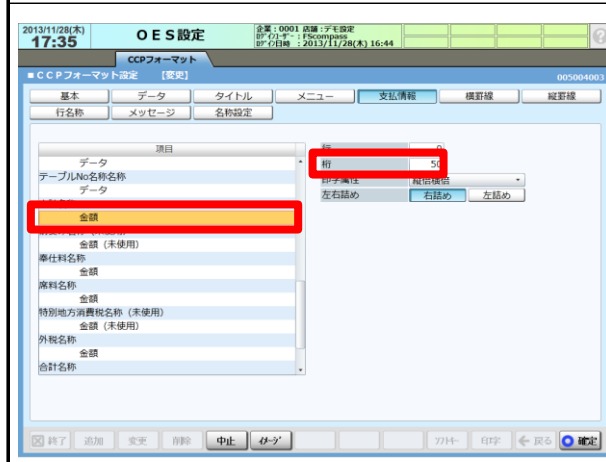 2013/11/28(木)
17:35
OES設定
企業：0001 店舗：デモ設定
ﾛｸﾞｲﾝﾕｰｻﾞｰ：FScompass
ﾛｸﾞｲﾝ日時 ：2013/11/28(木) 16:44
CCPフォーマット
■ＣＣＰフォーマット設定 【変更】 005004003
基本 データ タイトル メニュー 支払情報 横罫線 縦罫線
行名称 メッセージ 名称設定
項目
データ
テーブルNo名称名称
データ
金額
金額（未使用）
奉仕料名称
金額
席料名称
金額
特別地方消費税名称（未使用）
金額（未使用）
外税名称
金額
合計名称
行 0
桁 50
印字属性 縦倍横倍
左右詰め 右詰め 左詰め
終了 追加 変更 削除 中止 ｲﾒｰｼﾞ 印字 戻る 確定